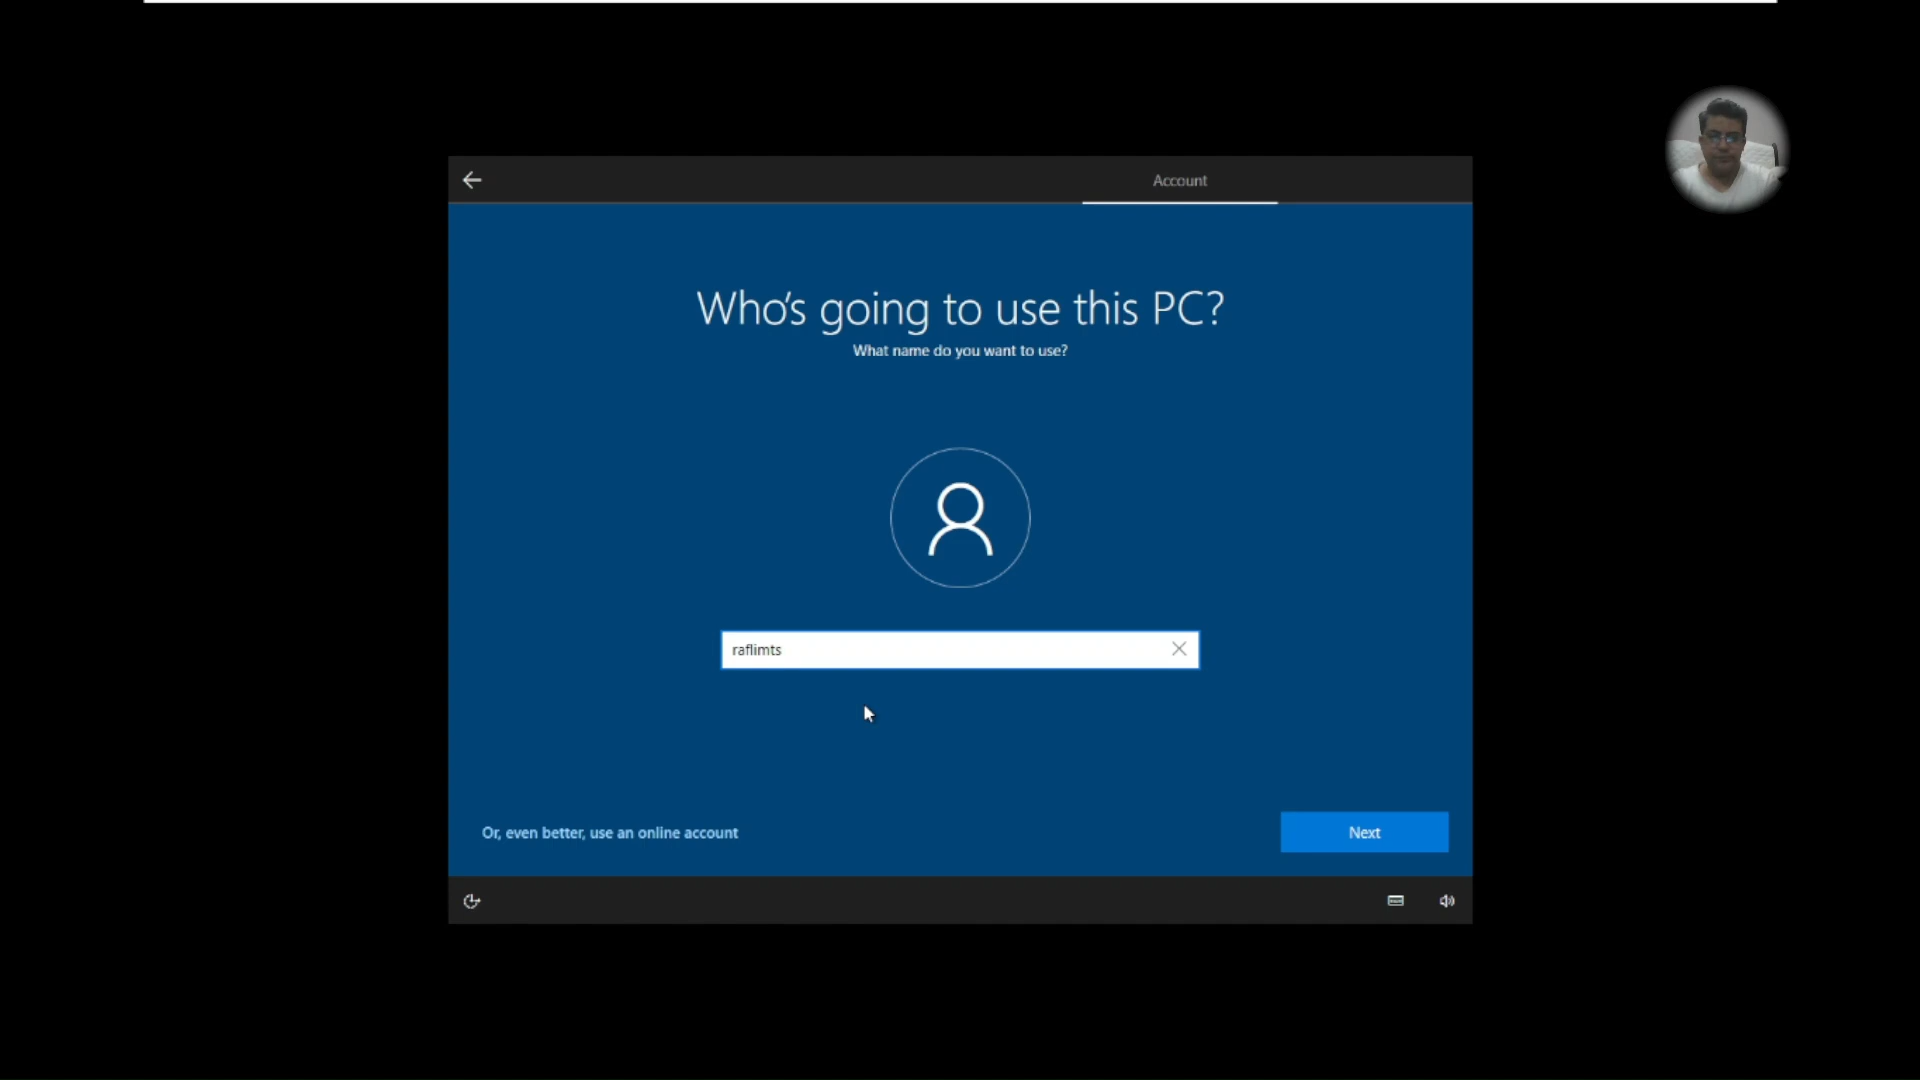 Account
Who's going to use this PC?
What name do you want to use?
raflimts
Or, even better, use an online account
Next